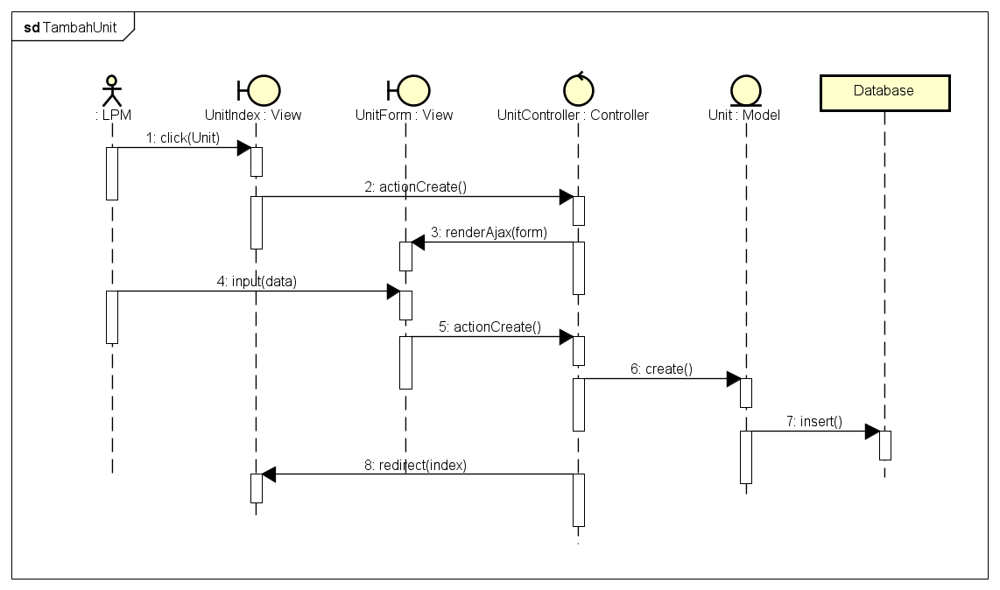 sd TambahUnit
: LPM
UnitIndex : View
UnitForm : View
UnitController : Controller
Unit : Model
Database
1: click(Unit)
2: actionCreate()
3: renderAjax(form)
4: input(data)
5: actionCreate()
6: create()
7: insert()
8: redirect(index)